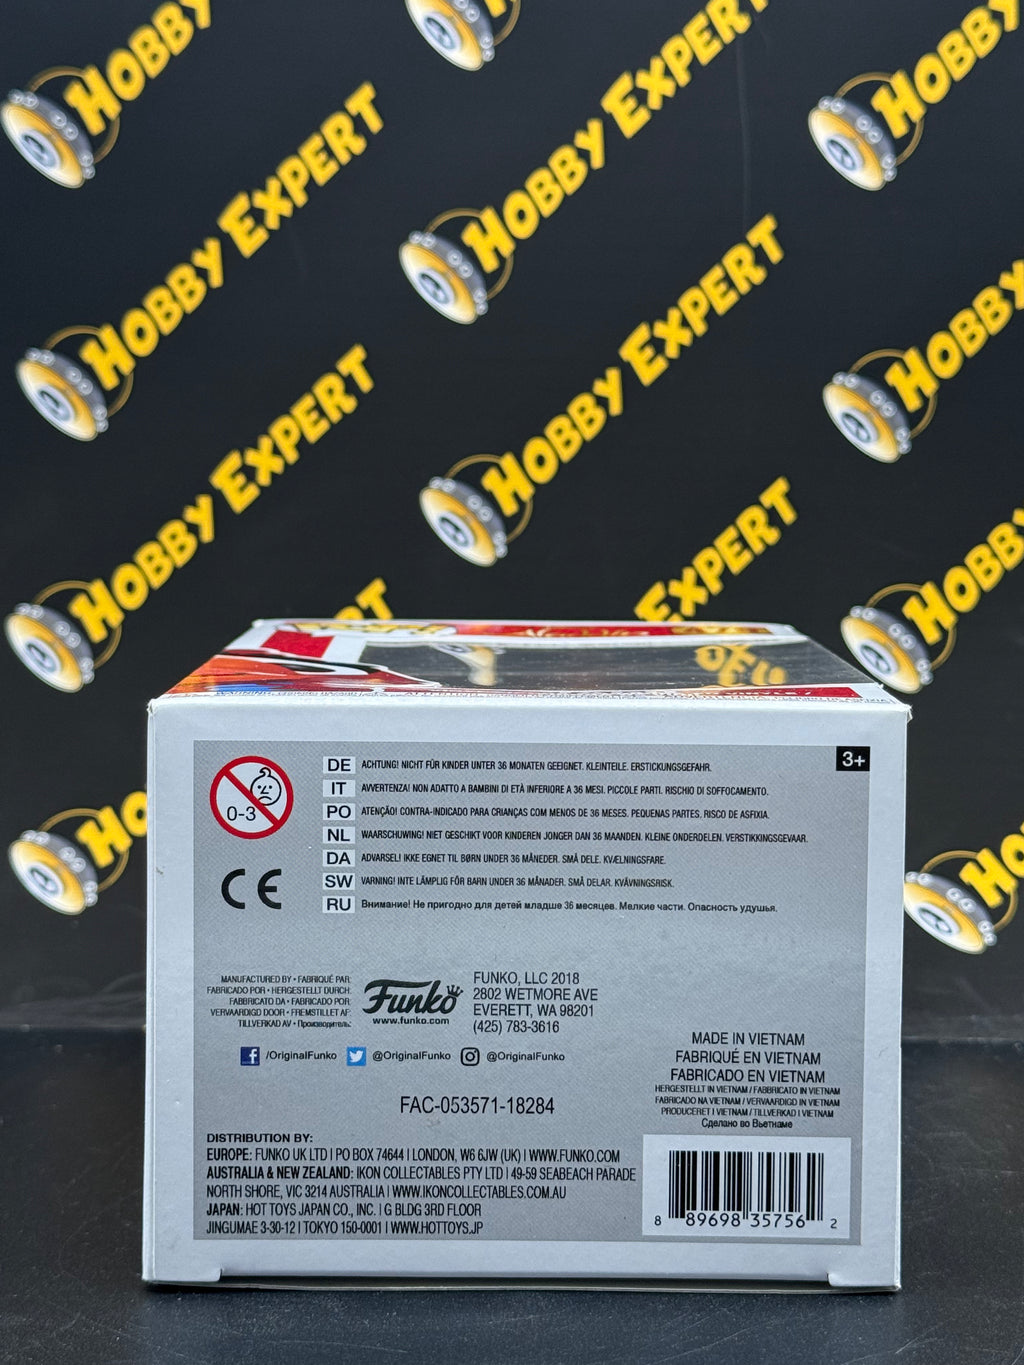 HOBBY EXPERT
HOBBY EXPERT
HOBBY EXPERT
HOBBY EXPERT
HOBBY EXPERT
HOBBY EXPERT
HOBBY
HOBBY
EXPERT
3+
0-3
DE ACHTUNG! NICHT FÜR KINDER UNTER 36 MONATEN GEEIGNET. KLEINTEILE. ERSTICKUNGSGEFAHR.
IT AVVERTENZA! NON ADATTO A BAMBINI DI ETÀ INFERIORE A 36 MESI. PICCOLE PARTI. RISCHIO DI SOFFOCAMENTO.
PO ATENÇÃO! CONTRA-INDICADO PARA CRIANÇAS COM MENOS DE 36 MESES. PEQUENAS PARTES. RISCO DE ASFIXIA.
NL WAARSCHUWING! NIET GESCHIKT VOOR KINDEREN JONGER DAN 36 MAANDEN. KLEINE ONDERDELEN. VERSTIKKINGSGEVAAR.
DA ADVARSEL! IKKE EGNET TIL BØRN UNDER 36 MÅNEDER. SMÅ DELE. KVÆLNINGSFARE.
SW VARNING! INTE LÄMPLIG FÖR BARN UNDER 36 MÅNADER. SMÅ DELAR. KVÄVNINGSRISK.
RU Внимание! Не пригодно для детей младше 36 месяцев. Мелкие части. Опасность удушья.
CE
MANUFACTURED BY • FABRIQUÉ PAR
FABRICADO POR • HERGESTELLT DURCH:
FABBRICATO DA • FABRICADO POR:
VERVAARDIGD DOOR • FREMSTILLET AF:
TILLVERKAD AV • Производитель:
Funko
www.funko.com
FUNKO, LLC 2018
2802 WETMORE AVE
EVERETT, WA 98201
(425) 783-3616
/OriginalFunko @OriginalFunko @OriginalFunko
FAC-053571-18284
MADE IN VIETNAM
FABRIQUÉ EN VIETNAM
FABRICADO EN VIETNAM
HERGESTELLT IN VIETNAM / FABBRICATO IN VIETNAM
FABRICADO NA VIETNAM / VERVAARDIGD IN VIETNAM
PRODUCERET I VIETNAM / TILLVERKAD I VIETNAM
Сделано во Вьетнаме
DISTRIBUTION BY:
EUROPE: FUNKO UK LTD | PO BOX 74644 | LONDON, W6 6JW (UK) | WWW.FUNKO.COM
AUSTRALIA & NEW ZEALAND: IKON COLLECTABLES PTY LTD | 49-59 SEABEACH PARADE
NORTH SHORE, VIC 3214 AUSTRALIA | WWW.IKONCOLLECTABLES.COM.AU
JAPAN: HOT TOYS JAPAN CO., INC. | G BLDG 3RD FLOOR
JINGUMAE 3-30-12 | TOKYO 150-0001 | WWW.HOTTOYS.JP
8 89698 35756 2